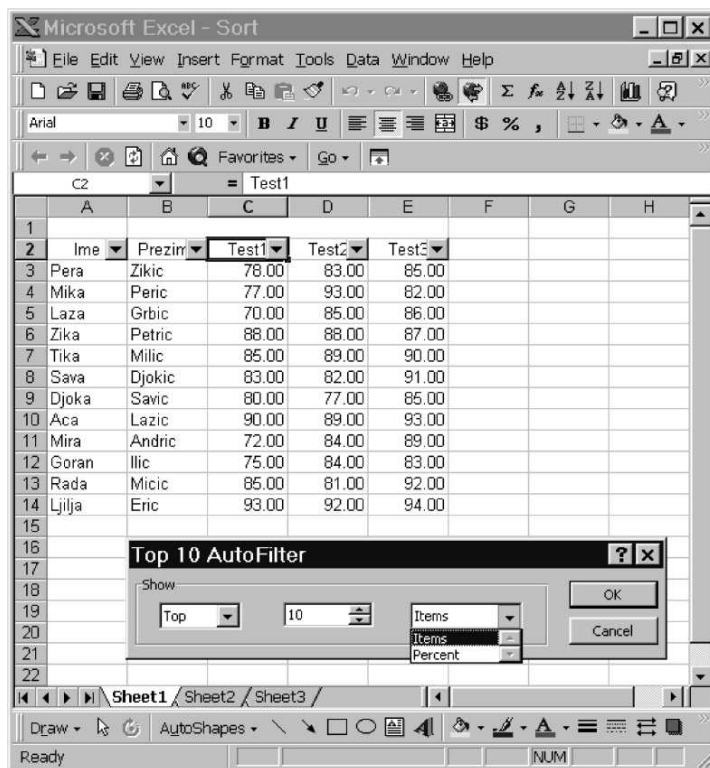 Microsoft Excel - Sort
File Edit View Insert Format Tools Data Window Help
ABC Σ fx A Z Z A
Arial 10 B I U $ % , A
Favorites Go
C2 = Test1
A B C D E F G H
1
2 Ime Prezim Test1 Test2 Test3
3 Pera Zikic 78.00 83.00 85.00
4 Mika Peric 77.00 93.00 82.00
5 Laza Grbic 70.00 85.00 86.00
6 Zika Petric 88.00 88.00 87.00
7 Tika Milic 85.00 89.00 90.00
8 Sava Djokic 83.00 82.00 91.00
9 Djoka Savic 80.00 77.00 85.00
10 Aca Lazic 90.00 89.00 93.00
11 Mira Andric 72.00 84.00 89.00
12 Goran Ilic 75.00 84.00 83.00
13 Rada Micic 85.00 81.00 92.00
14 Ljilja Eric 93.00 92.00 94.00
15
16
17
18
19
20
21
22
Top 10 AutoFilter ?
Show
Top 10 Items
Items
Percent
OK
Cancel
Sheet1 Sheet2 Sheet3
Draw AutoShapes A A
Ready NUM